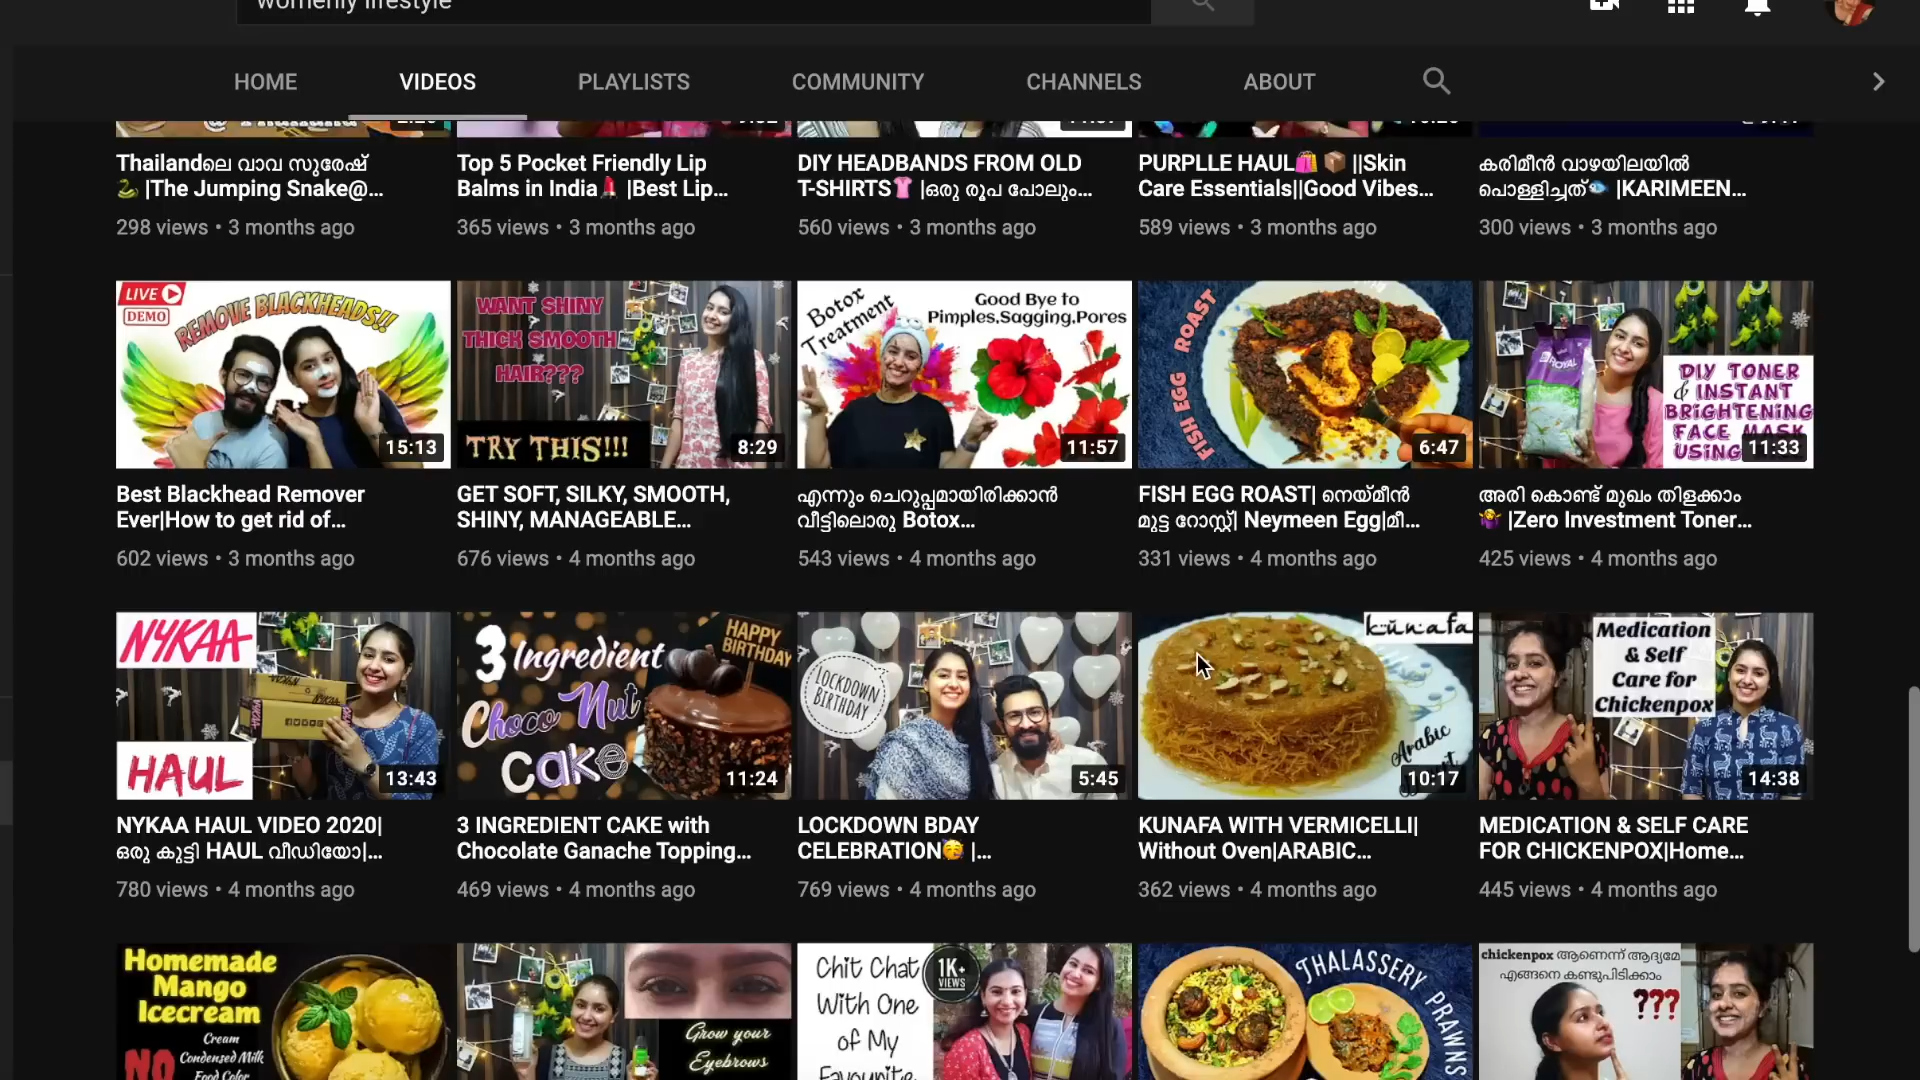 womenly lifestyle
HOME VIDEOS PLAYLISTS COMMUNITY CHANNELS ABOUT
Thailandലെ വാവ സുരേഷ്
🐍 |The Jumping Snake@...
298 views • 3 months ago
Top 5 Pocket Friendly Lip
Balms in India💄 |Best Lip...
365 views • 3 months ago
DIY HEADBANDS FROM OLD
T-SHIRTS👚 |ഒരു രൂപ പോലും...
560 views • 3 months ago
PURPLLE HAUL🛍️ 📦 ||Skin
Care Essentials||Good Vibes...
589 views • 3 months ago
കരിമീൻ വാഴയിലയിൽ
പൊള്ളിച്ചത്🐟 |KARIMEEN...
300 views • 3 months ago
LIVE
DEMO
REMOVE BLACKHEADS!!
15:13
Best Blackhead Remover
Ever|How to get rid of...
602 views • 3 months ago
WANT SHINY
THICK SMOOTH
HAIR???
TRY THIS!!!
8:29
GET SOFT, SILKY, SMOOTH,
SHINY, MANAGEABLE...
676 views • 4 months ago
Botox
Treatment
Good Bye to
Pimples,Sagging,Pores
11:57
എന്നും ചെറുപ്പമായിരിക്കാൻ
വീട്ടിലൊരു Botox...
543 views • 4 months ago
FISH EGG ROAST
6:47
FISH EGG ROAST| നെയ്മീൻ
മുട്ട റോസ്റ്റ്| Neymeen Egg|മീ...
331 views • 4 months ago
ROYAL
DIY TONER
& INSTANT
BRIGHTENING
FACE MASK
USING
11:33
അരി കൊണ്ട് മുഖം തിളക്കാം
🤷‍♀️ |Zero Investment Toner...
425 views • 4 months ago
NYKAA
HAUL
13:43
NYKAA HAUL VIDEO 2020|
ഒരു കുട്ടി HAUL വീഡിയോ|...
780 views • 4 months ago
3 Ingredient
Choco Nut
Cake
HAPPY
BIRTHDAY
11:24
3 INGREDIENT CAKE with
Chocolate Ganache Topping...
469 views • 4 months ago
LOCKDOWN
BIRTHDAY
5:45
LOCKDOWN BDAY
CELEBRATION🥳 |...
769 views • 4 months ago
kunafa
Arabic
10:17
KUNAFA WITH VERMICELLI|
Without Oven|ARABIC...
362 views • 4 months ago
Medication
& Self
Care for
Chickenpox
14:38
MEDICATION & SELF CARE
FOR CHICKENPOX|Home...
445 views • 4 months ago
Homemade
Mango
Icecream
NO
Cream
Condensed Milk
Food Color
Grow your
Eyebrows
Chit Chat
With One
of My
Favourite
1K+
VIEWS
THALASSERY PRAWNS
chickenpox ആണെന്ന് ആദ്യമേ
എങ്ങനെ കണ്ടുപിടിക്കാം
???